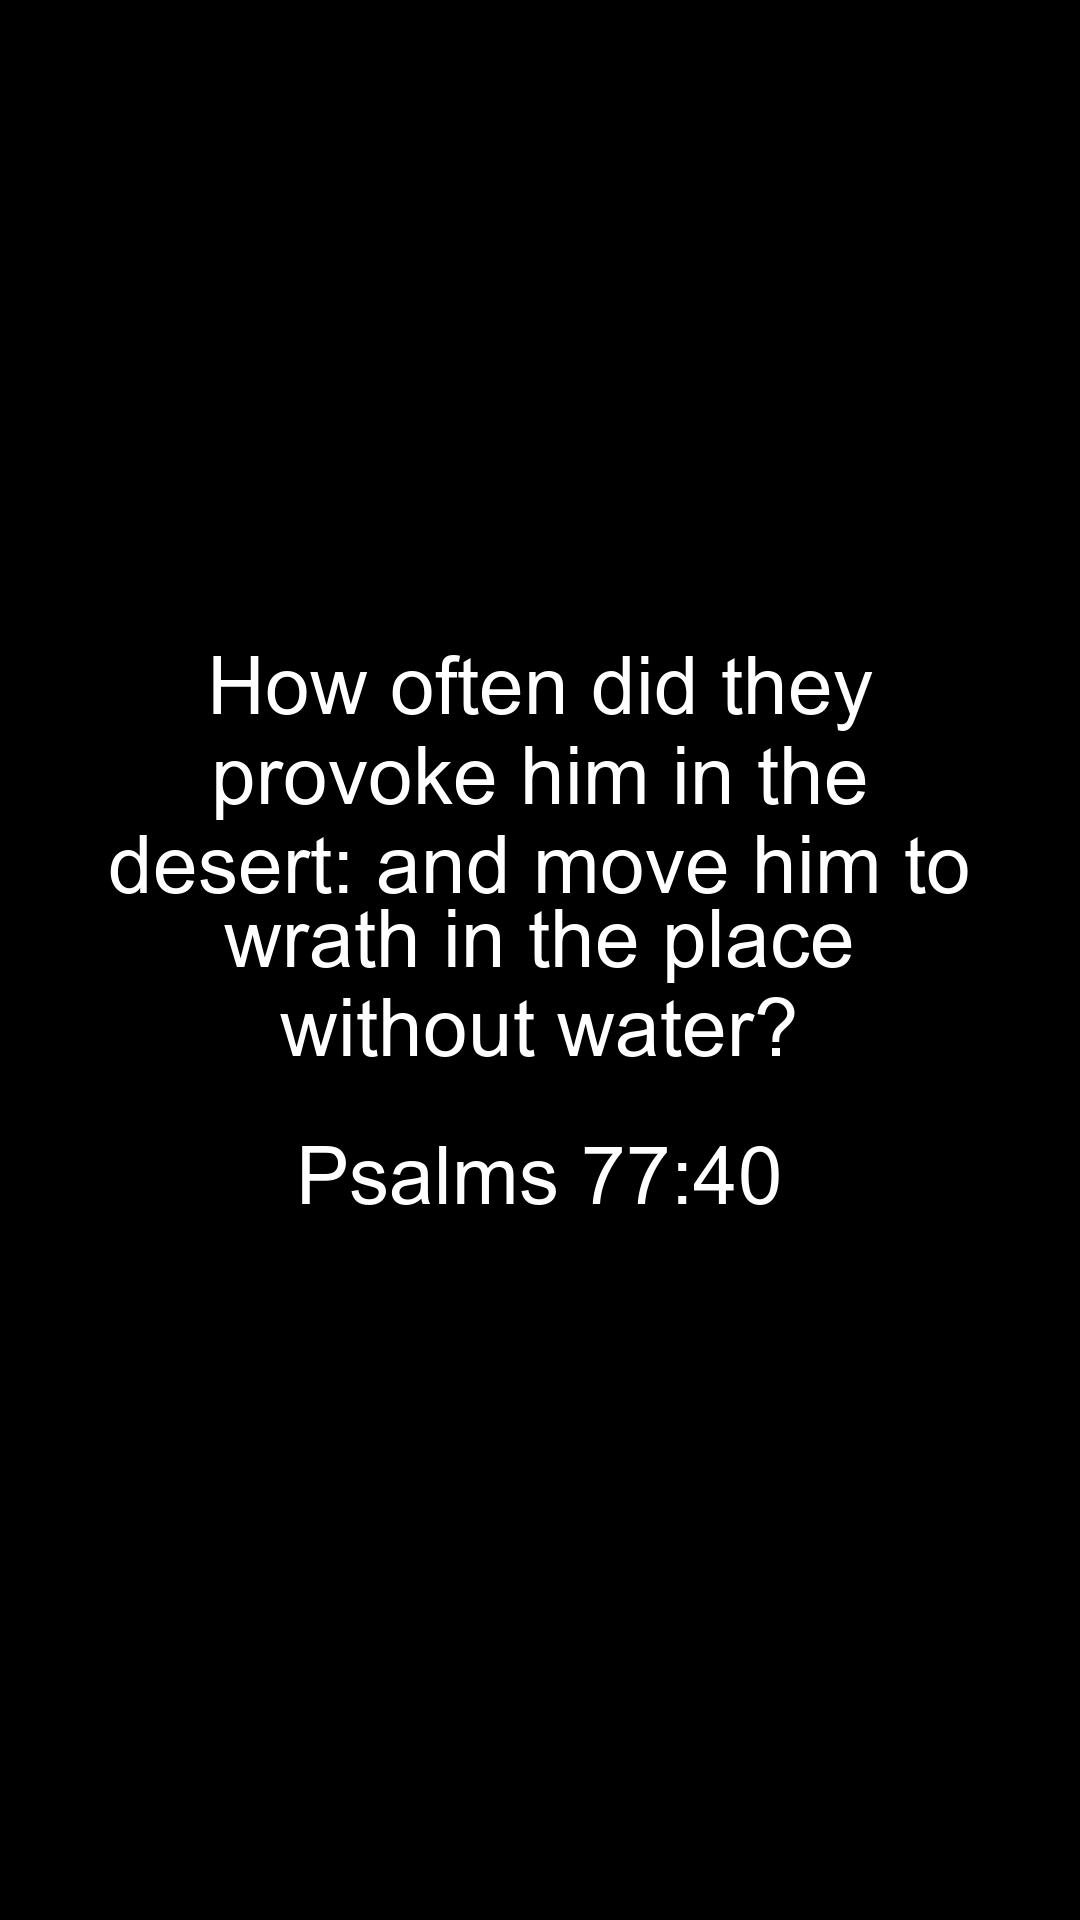 How often did they
provoke him in the
desert: and move him to
wrath in the place
without water?
Psalms 77:40